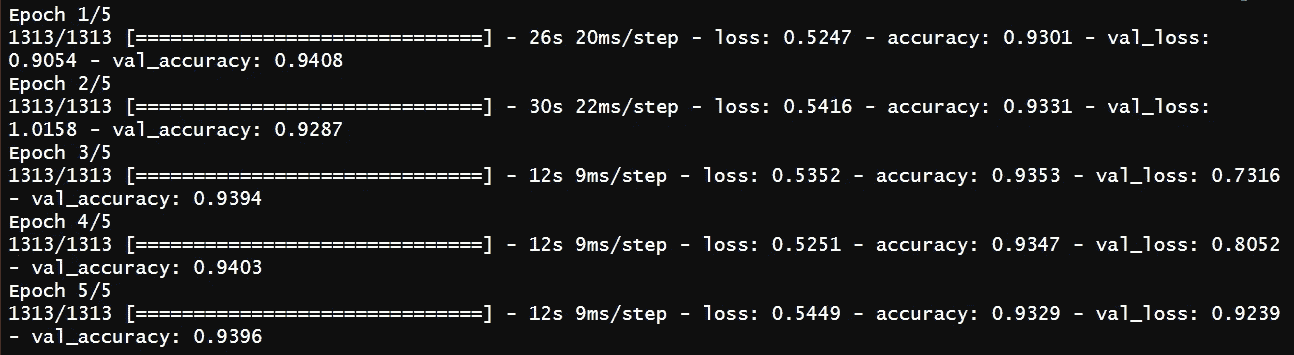 Epoch 1/5
1313/1313 [==============================] - 26s 20ms/step - loss: 0.5247 - accuracy: 0.9301 - val_loss:
0.9054 - val_accuracy: 0.9408
Epoch 2/5
1313/1313 [==============================] - 30s 22ms/step - loss: 0.5416 - accuracy: 0.9331 - val_loss:
1.0158 - val_accuracy: 0.9287
Epoch 3/5
1313/1313 [==============================] - 12s 9ms/step - loss: 0.5352 - accuracy: 0.9353 - val_loss: 0.7316
- val_accuracy: 0.9394
Epoch 4/5
1313/1313 [==============================] - 12s 9ms/step - loss: 0.5251 - accuracy: 0.9347 - val_loss: 0.8052
- val_accuracy: 0.9403
Epoch 5/5
1313/1313 [==============================] - 12s 9ms/step - loss: 0.5449 - accuracy: 0.9329 - val_loss: 0.9239
- val_accuracy: 0.9396